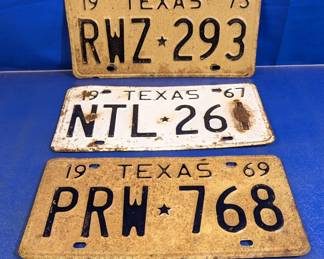 19 TEXAS 73
RWZ★293
19 TEXAS 67
NTL★26
19 TEXAS 69
PRW★768